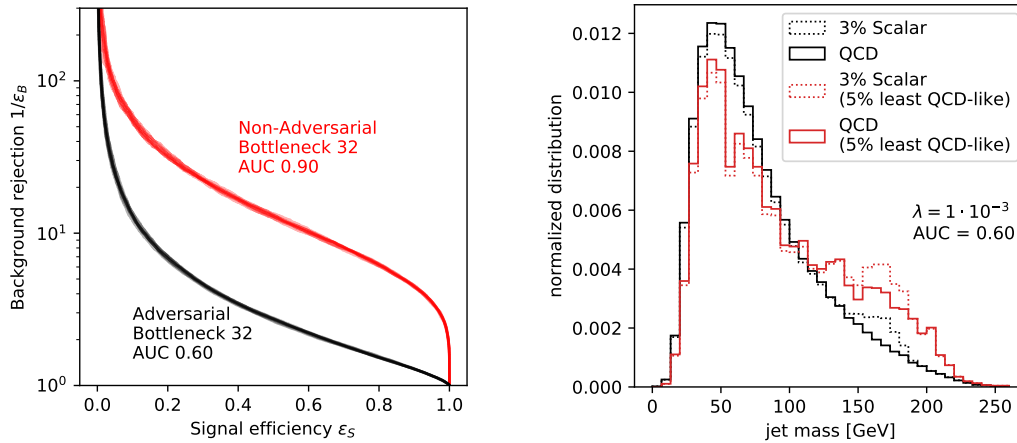 Background rejection 1/ε_B
10²
10¹
10⁰
Non-Adversarial
Bottleneck 32
AUC 0.90
Adversarial
Bottleneck 32
AUC 0.60
0.0 0.2 0.4 0.6 0.8 1.0
Signal efficiency ε_S
normalized distribution
0.012
0.010
0.008
0.006
0.004
0.002
0.000
3% Scalar
QCD
3% Scalar
(5% least QCD-like)
QCD
(5% least QCD-like)
λ = 1 · 10⁻³
AUC = 0.60
0 50 100 150 200 250
jet mass [GeV]